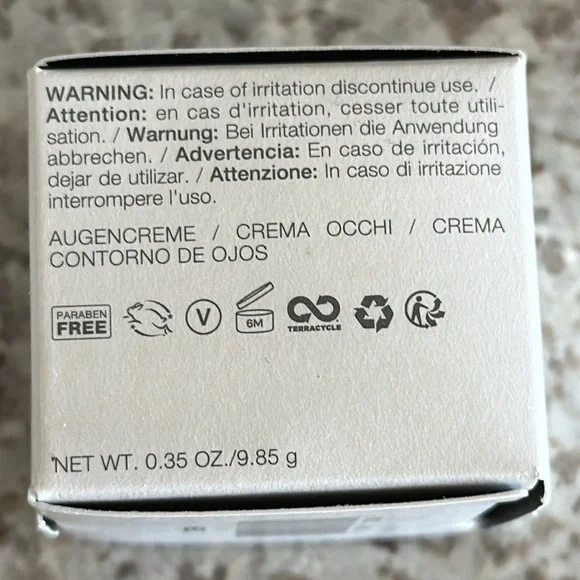 WARNING: In case of irritation discontinue use. /
Attention: en cas d'irritation, cesser toute utili-
sation. / Warnung: Bei Irritationen die Anwendung
abbrechen. / Advertencia: En caso de irritación,
dejar de utilizar. / Attenzione: In caso di irritazione
interrompere l'uso.
AUGENCREME / CREMA OCCHI / CREMA
CONTORNO DE OJOS
PARABEN
FREE
V
6M
TERRACYCLE
NET WT. 0.35 OZ./9.85 g